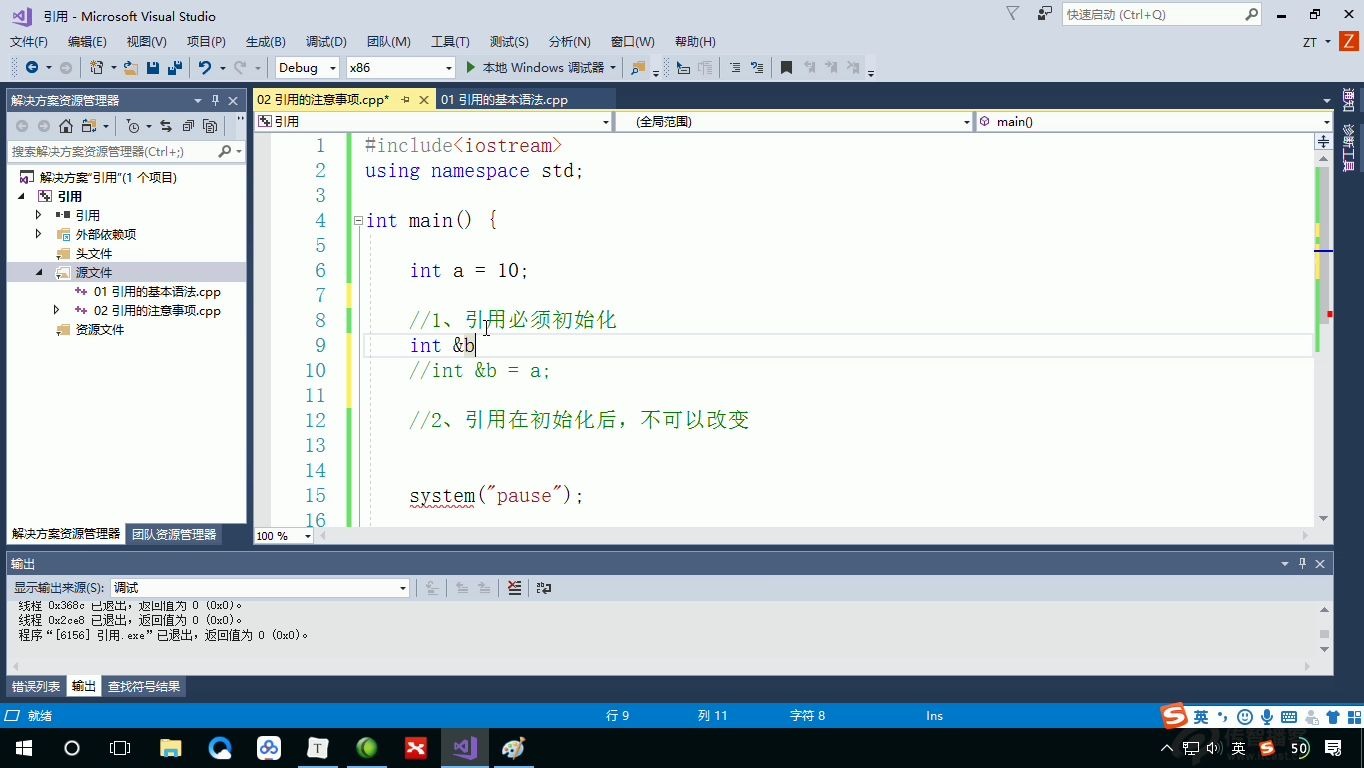 引用 - Microsoft Visual Studio
快速启动 (Ctrl+Q)
文件(F) 编辑(E) 视图(V) 项目(P) 生成(B) 调试(D) 团队(M) 工具(T) 测试(S) 分析(N) 窗口(W) 帮助(H)
ZT Z
Debug x86 本地 Windows 调试器
解决方案资源管理器
02 引用的注意事项.cpp* 01 引用的基本语法.cpp
引用 (全局范围) main()
搜索解决方案资源管理器(Ctrl+;)
解决方案"引用"(1 个项目)
引用
引用
外部依赖项
头文件
源文件
01 引用的基本语法.cpp
02 引用的注意事项.cpp
资源文件
解决方案资源管理器 团队资源管理器
1 #include<iostream>
2 using namespace std;
3
4 int main() {
5
6 int a = 10;
7
8 //1、引用必须初始化
9 int &b
10 //int &b = a;
11
12 //2、引用在初始化后，不可以改变
13
14
15 system("pause");
16
100 %
通知
诊断工具
输出
显示输出来源(S): 调试
线程 0x368c 已退出，返回值为 0 (0x0)。
线程 0x2ce8 已退出，返回值为 0 (0x0)。
程序“[6156] 引用.exe”已退出，返回值为 0 (0x0)。
错误列表 输出 查找符号结果
就绪 行 9 列 11 字符 8 Ins
英
英 50